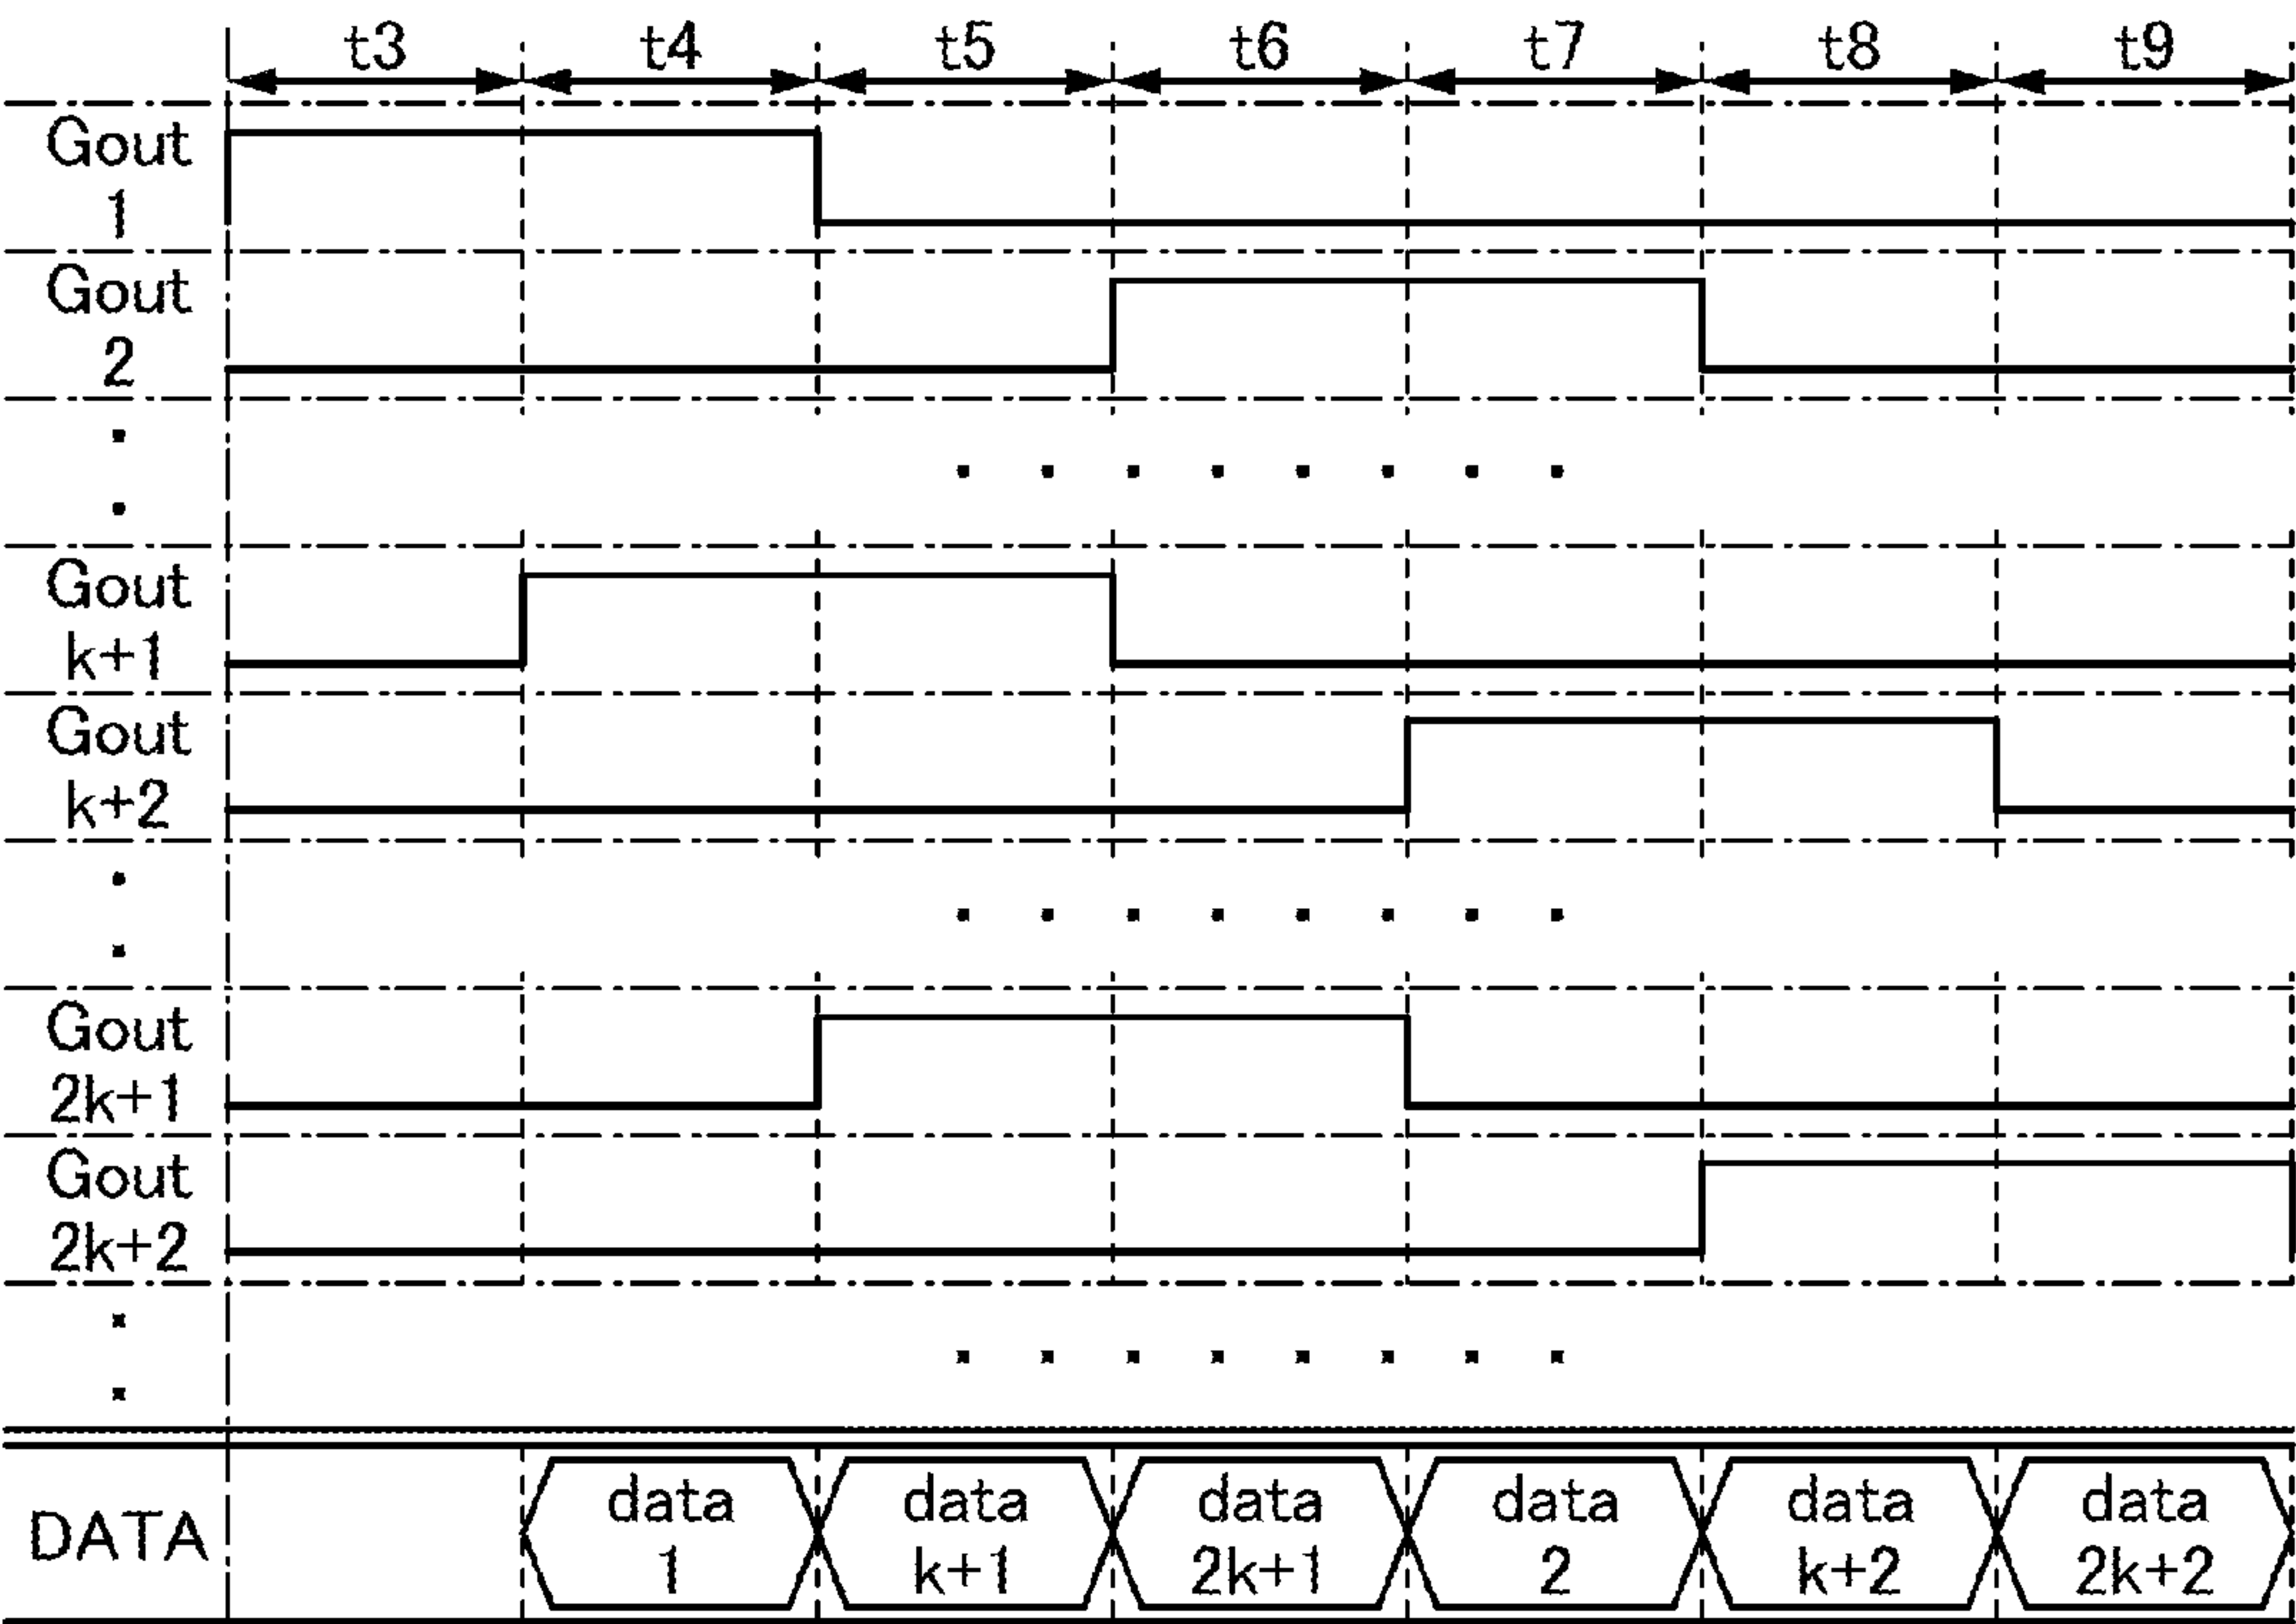 t3 t4 t5 t6 t7 t8 t9
Gout
1
Gout
2
Gout
k+1
Gout
k+2
Gout
2k+1
Gout
2k+2
DATA
data
1
data
k+1
data
2k+1
data
2
data
k+2
data
2k+2